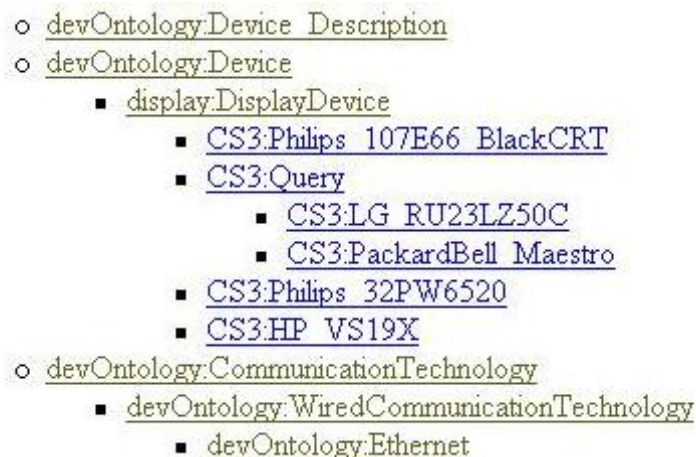 devOntology:Device_Description
devOntology:Device
display:DisplayDevice
CS3:Philips_107E66_BlackCRT
CS3:Query
CS3:LG_RU23LZ50C
CS3:PackardBell_Maestro
CS3:Philips_32PW6520
CS3:HP_VS19X
devOntology:CommunicationTechnology
devOntology:WiredCommunicationTechnology
devOntology:Ethernet